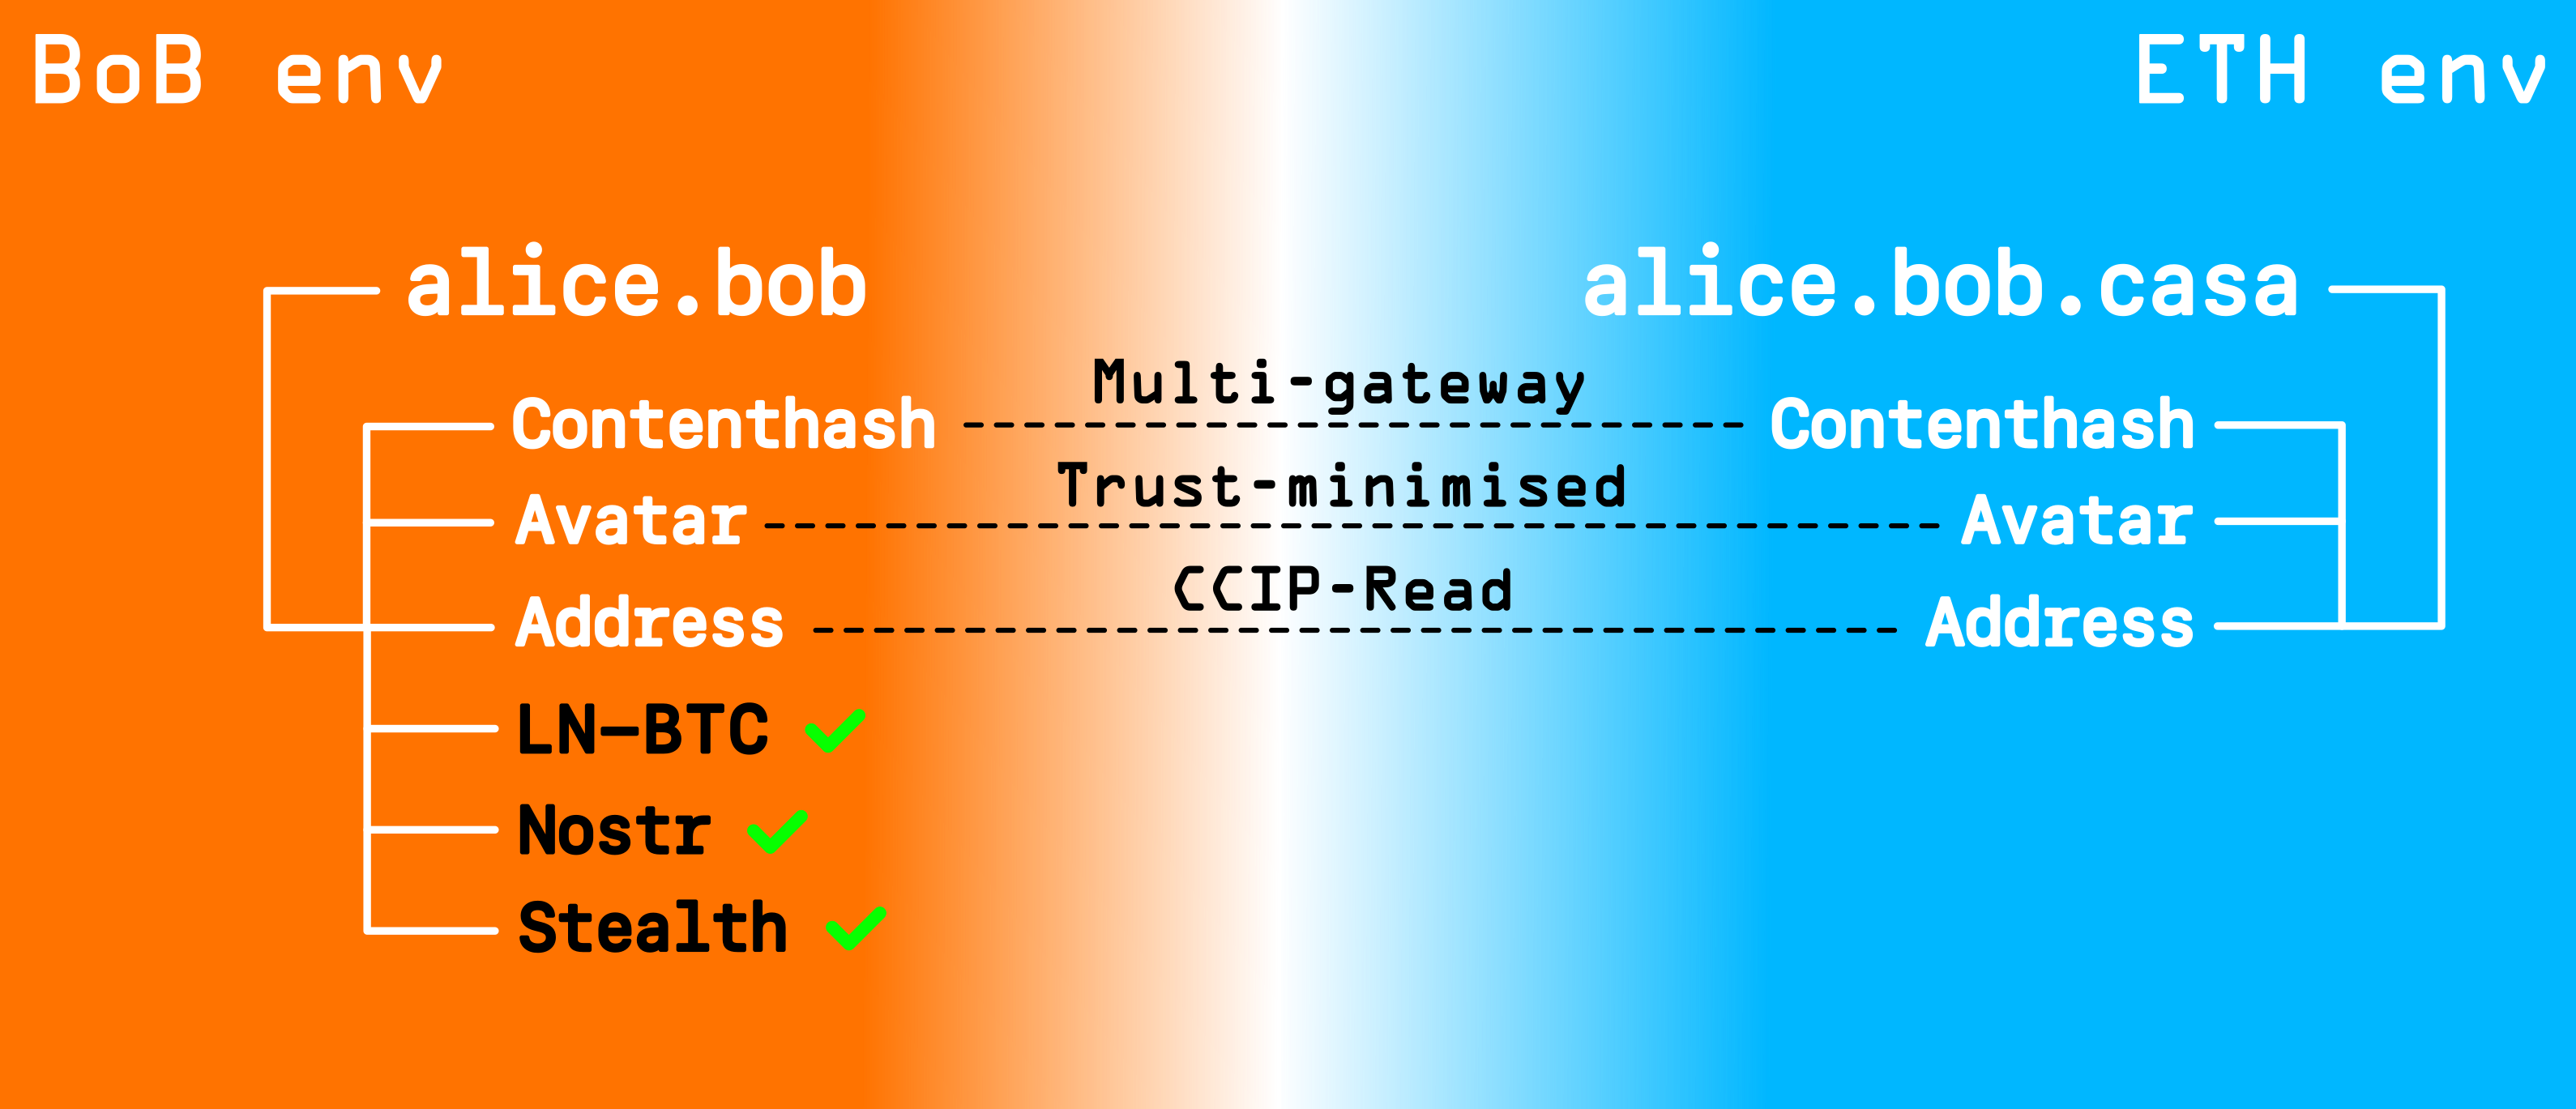 BoB env
ETH env
alice.bob
alice.bob.casa
Multi-gateway
Contenthash
Contenthash
Trust-minimised
Avatar
Avatar
CCIP-Read
Address
Address
LN–BTC
Nostr
Stealth